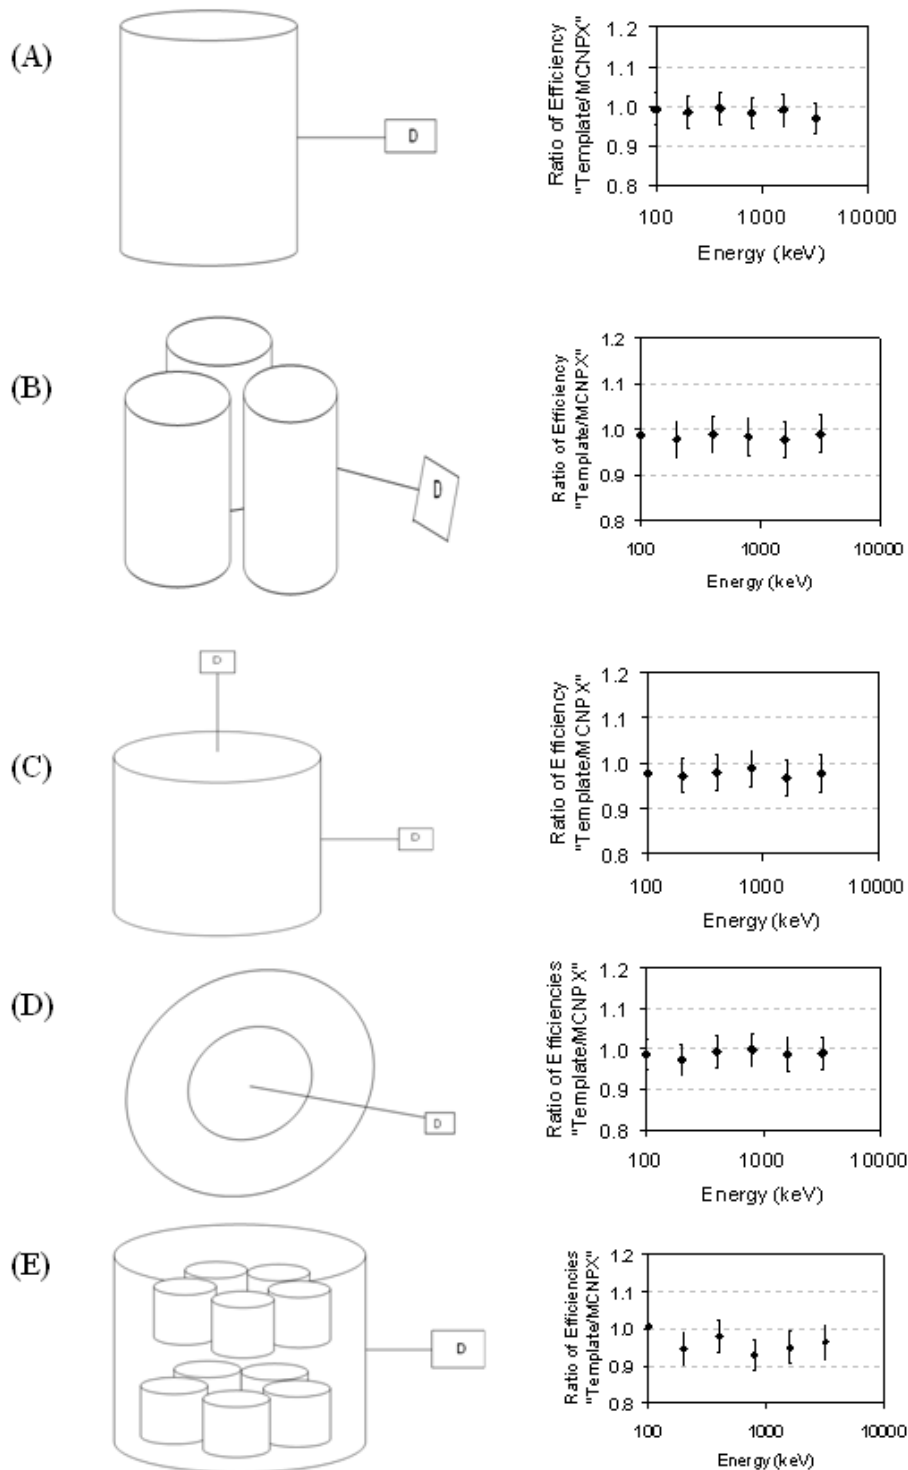 (A)
D
Ratio of Efficiency
"Template/MCNPX"
1.2
1.1
1.0
0.9
0.8
100 1000 10000
Energy (keV)
(B)
D
Ratio of Efficiency
"Template/MCNPX"
1.2
1.1
1.0
0.9
0.8
100 1000 10000
Energy (keV)
(C)
D
D
Ratio of Efficiency
"Template/MCNPX"
1.2
1.1
1.0
0.9
0.8
100 1000 10000
Energy (keV)
(D)
D
Ratio of Efficiencies
"Template/MCNPX"
1.2
1.1
1.0
0.9
0.8
100 1000 10000
Energy (keV)
(E)
D
Ratio of Efficiencies
"Template/MCNPX"
1.2
1.1
1.0
0.9
0.8
100 1000 10000
Energy (keV)